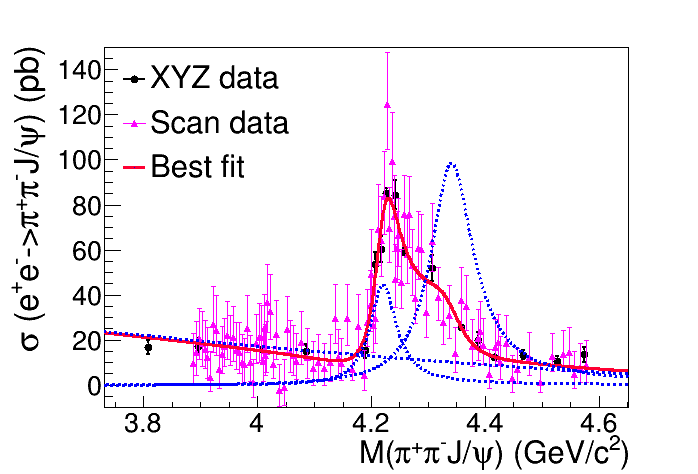 σ (e⁺e⁻->π⁺π⁻J/ψ) (pb)
140
120
100
80
60
40
20
0
XYZ data
Scan data
Best fit
3.8 4 4.2 4.4 4.6
M(π⁺π⁻J/ψ) (GeV/c²)